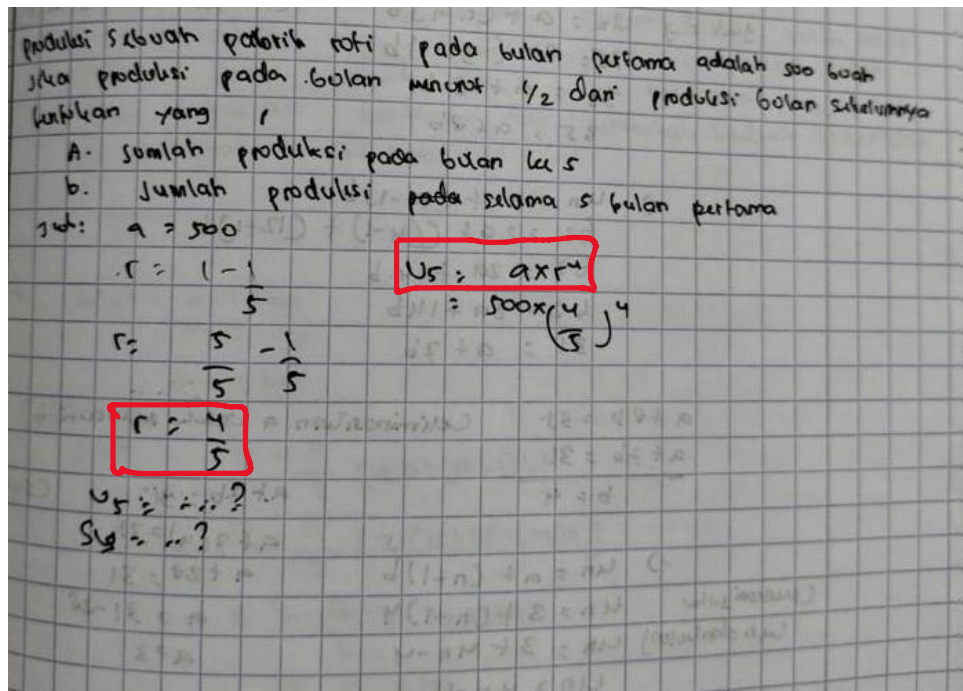 produksi sebuah pabrik roti pada bulan pertama adalah 500 buah
jika produksi pada bulan menurut 1/2 dari produksi bulan sebelumnya
tentukan yang
A. Jumlah produksi pada bulan ke 5
b. Jumlah produksi pada selama 5 bulan pertama
Jwb: a = 500
r = 1 - 1/5
r = 5/5 - 1/5
r = 4/5
U5 = ...?
= ..?
U5 = a x r⁴
= 500 x (4/5)⁴